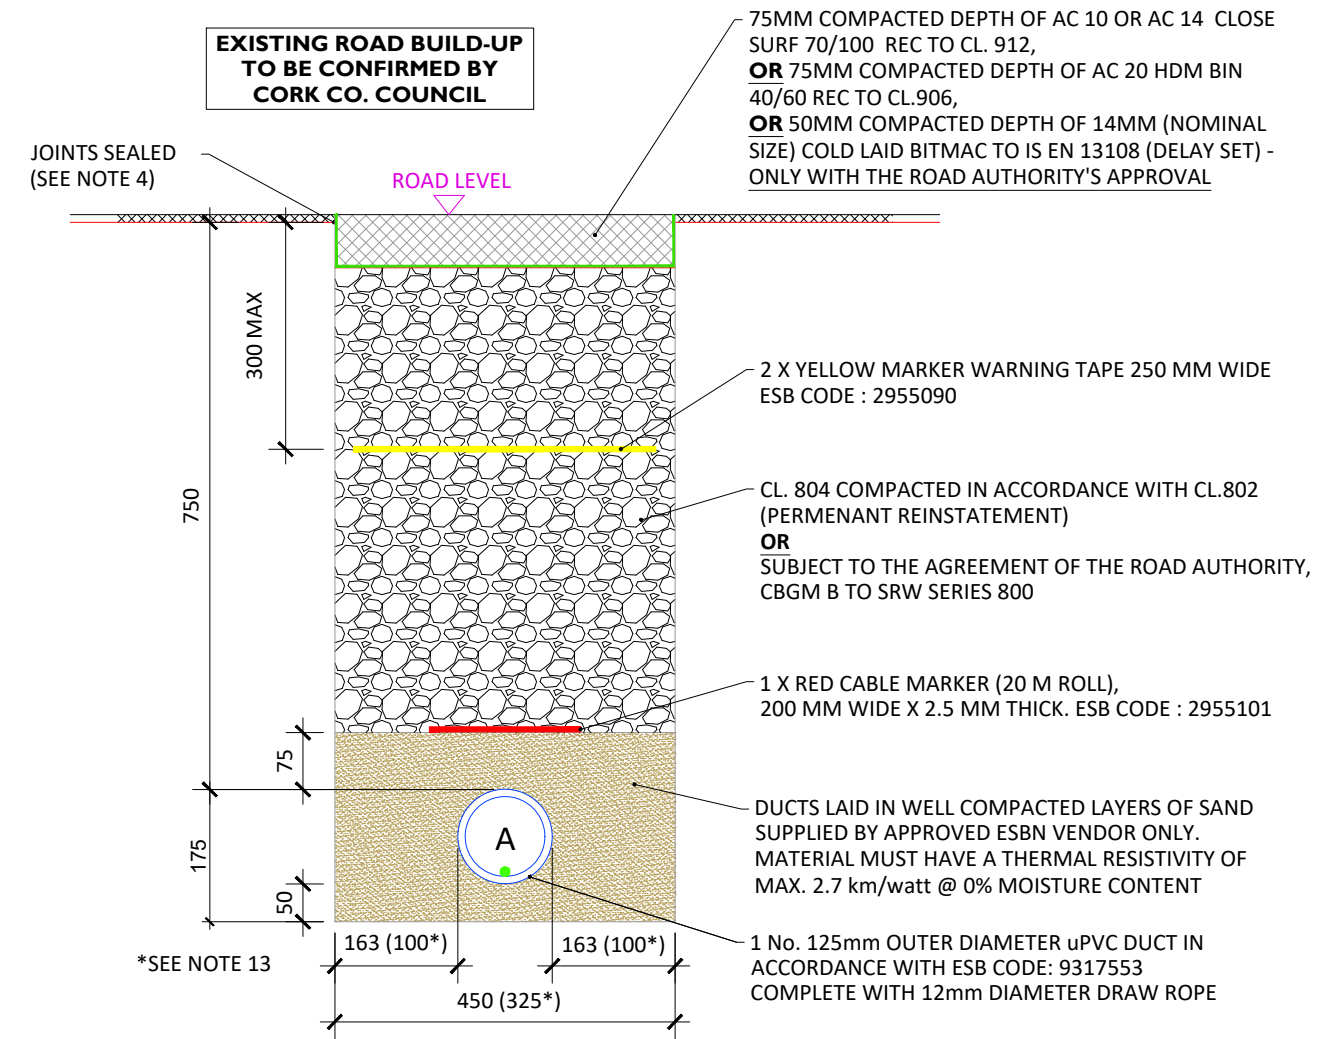 EXISTING ROAD BUILD-UP
TO BE CONFIRMED BY
CORK CO. COUNCIL
75MM COMPACTED DEPTH OF AC 10 OR AC 14 CLOSE
SURF 70/100 REC TO CL. 912,
OR 75MM COMPACTED DEPTH OF AC 20 HDM BIN
40/60 REC TO CL.906,
OR 50MM COMPACTED DEPTH OF 14MM (NOMINAL
SIZE) COLD LAID BITMAC TO IS EN 13108 (DELAY SET) -
ONLY WITH THE ROAD AUTHORITY'S APPROVAL
JOINTS SEALED
(SEE NOTE 4)
ROAD LEVEL
300 MAX
2 X YELLOW MARKER WARNING TAPE 250 MM WIDE
ESB CODE : 2955090
750
CL. 804 COMPACTED IN ACCORDANCE WITH CL.802
(PERMENANT REINSTATEMENT)
OR
SUBJECT TO THE AGREEMENT OF THE ROAD AUTHORITY,
CBGM B TO SRW SERIES 800
1 X RED CABLE MARKER (20 M ROLL),
200 MM WIDE X 2.5 MM THICK. ESB CODE : 2955101
75
DUCTS LAID IN WELL COMPACTED LAYERS OF SAND
SUPPLIED BY APPROVED ESBN VENDOR ONLY.
MATERIAL MUST HAVE A THERMAL RESISTIVITY OF
MAX. 2.7 km/watt @ 0% MOISTURE CONTENT
A
175
50
163 (100*)
163 (100*)
*SEE NOTE 13
450 (325*)
1 No. 125mm OUTER DIAMETER uPVC DUCT IN
ACCORDANCE WITH ESB CODE: 9317553
COMPLETE WITH 12mm DIAMETER DRAW ROPE